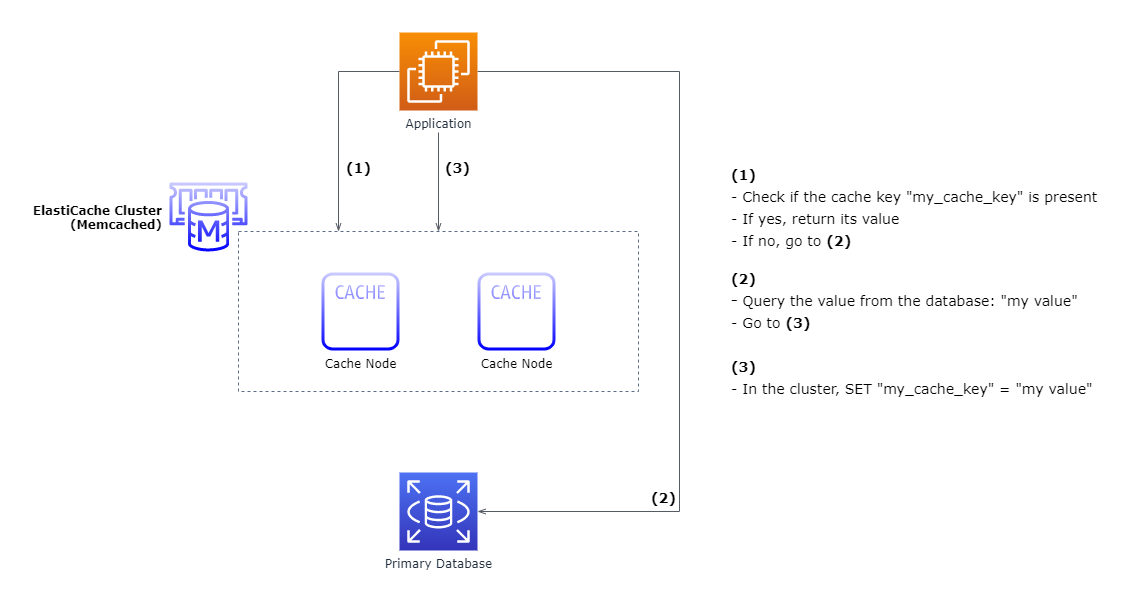 Application
(1)
(3)
ElastiCache Cluster
(Memcached)
M
CACHE
CACHE
Cache Node
Cache Node
(2)
Primary Database
(1)
- Check if the cache key "my_cache_key" is present
- If yes, return its value
- If no, go to (2)
(2)
- Query the value from the database: "my value"
- Go to (3)
(3)
- In the cluster, SET "my_cache_key" = "my value"